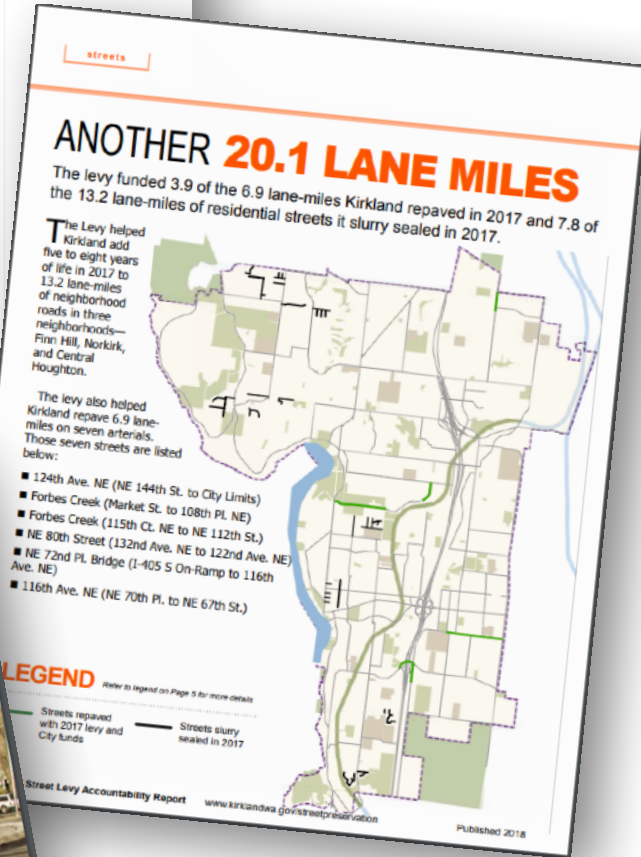 streets
ANOTHER 20.1 LANE MILES
The levy funded 3.9 of the 6.9 lane-miles Kirkland repaved in 2017 and 7.8 of
the 13.2 lane-miles of residential streets it slurry sealed in 2017.
The Levy helped
Kirkland add
five to eight years
of life in 2017 to
13.2 lane-miles
of neighborhood
roads in three
neighborhoods—
Finn Hill, Norkirk,
and Central
Houghton.
The levy also helped
Kirkland repave 6.9 lane-
miles on seven arterials.
Those seven streets are listed
below:
■ 124th Ave. NE (NE 144th St. to City Limits)
■ Forbes Creek (Market St. to 108th Pl. NE)
■ Forbes Creek (115th Ct. NE to NE 112th St.)
■ NE 80th Street (132nd Ave. NE to 122nd Ave. NE)
■ NE 72nd Pl. Bridge (I-405 S On-Ramp to 116th
Ave. NE)
■ 116th Ave. NE (NE 70th Pl. to NE 67th St.)
LEGEND Refer to legend on Page 5 for more details
Streets repaved
with 2017 levy and
City funds
Streets slurry
sealed in 2017
Street Levy Accountability Report www.kirklandwa.gov/streetpreservation Published 2018